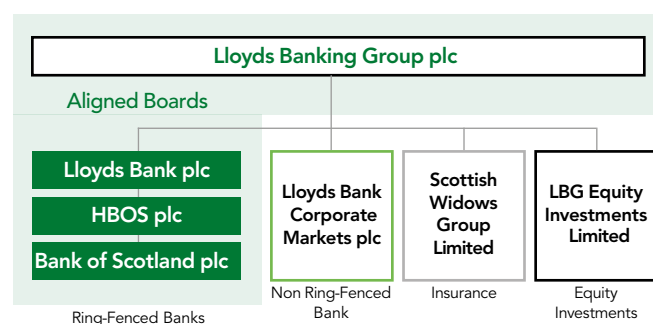 Lloyds Banking Group plc
Aligned Boards
Lloyds Bank plc
HBOS plc
Bank of Scotland plc
Ring-Fenced Banks
Lloyds Bank
Corporate
Markets plc
Non Ring-Fenced
Bank
Scottish
Widows
Group
Limited
Insurance
LBG Equity
Investments
Limited
Equity
Investments